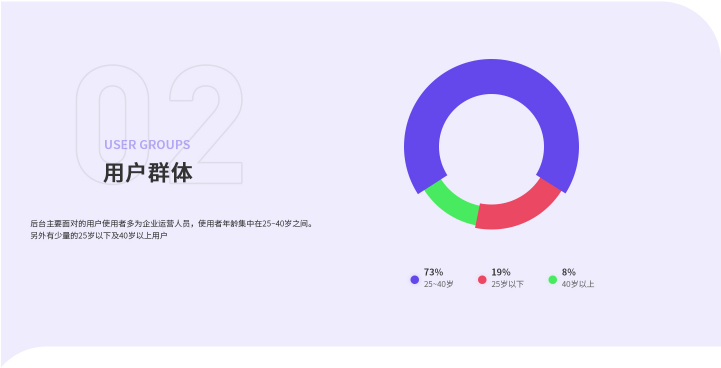 02
USER GROUPS
用户群体
后台主要面对的用户使用者多为企业运营人员，使用者年龄集中在25~40岁之间。
另外有少量的25岁以下及40岁以上用户
73%
25~40岁
19%
25岁以下
8%
40岁以上